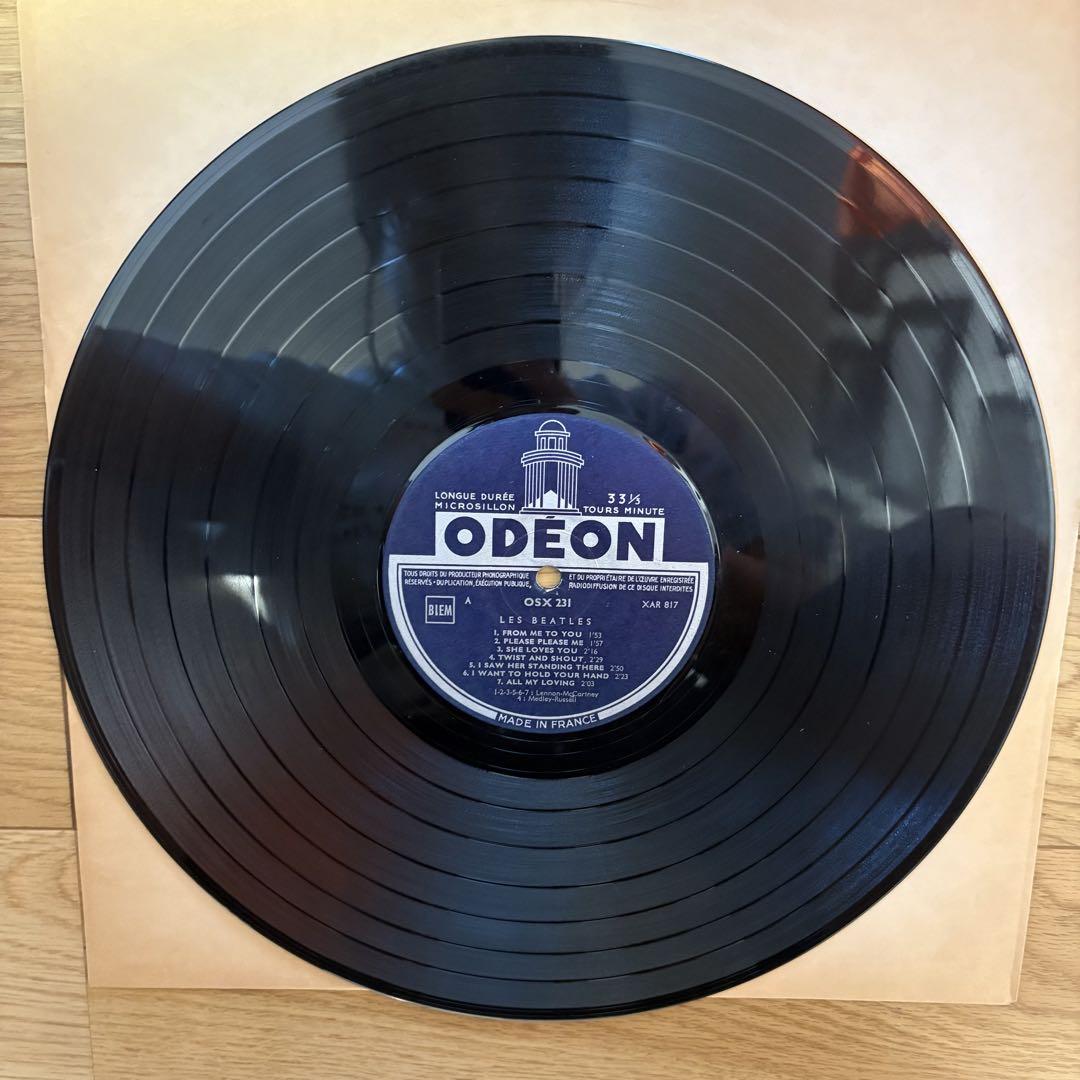 LONGUE DURÉE
MICROSILLON
33⅓
TOURS MINUTE
ODÉON
TOUS DROITS DU PRODUCTEUR PHONOGRAPHIQUE
RÉSERVÉS - DUPLICATION, EXÉCUTION PUBLIQUE,
ET DU PROPRIÉTAIRE DE L'ŒUVRE ENREGISTRÉE
RADIODIFFUSION DE CE DISQUE INTERDITES
BIEM
A
OSX 231
XAR 817
LES BEATLES
1. FROM ME TO YOU 1'53
2. PLEASE PLEASE ME 1'57
3. SHE LOVES YOU 2'16
4. TWIST AND SHOUT 2'29
5. I SAW HER STANDING THERE 2'50
6. I WANT TO HOLD YOUR HAND 2'23
7. ALL MY LOVING 2'03
1-2-3-5-6-7 : Lennon-McCartney
4 : Medley-Russell
MADE IN FRANCE